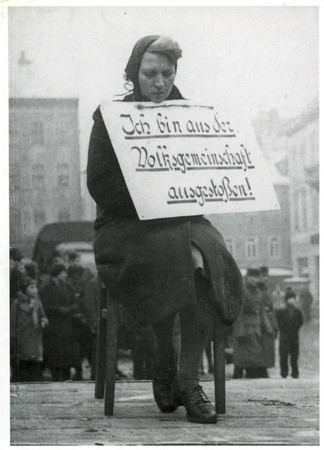 Ich bin aus der
Volksgemeinschaft
ausgestoßen!